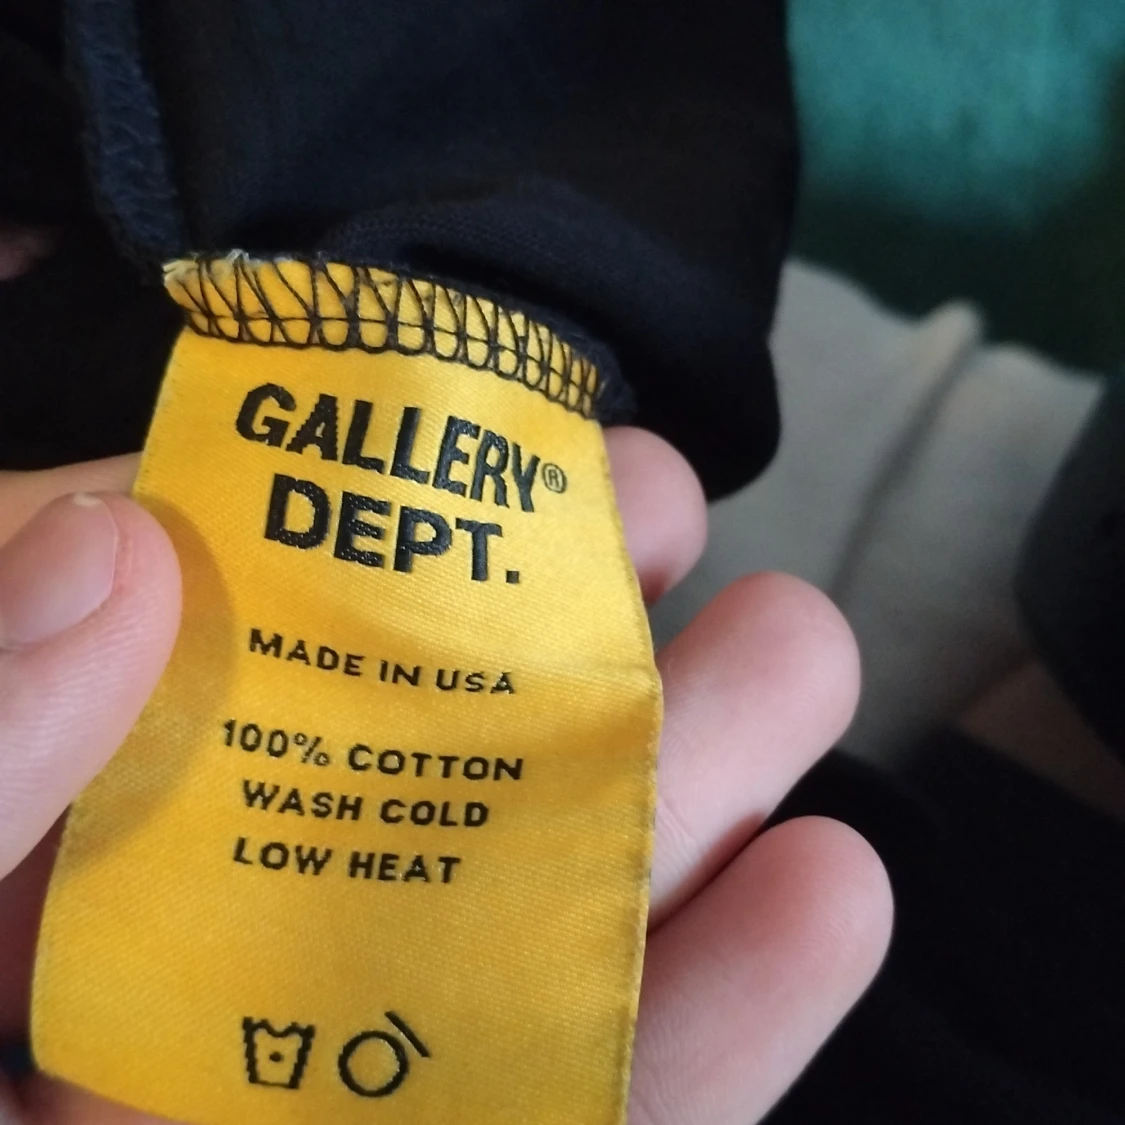 GALLERY®
DEPT.
MADE IN USA
100% COTTON
WASH COLD
LOW HEAT